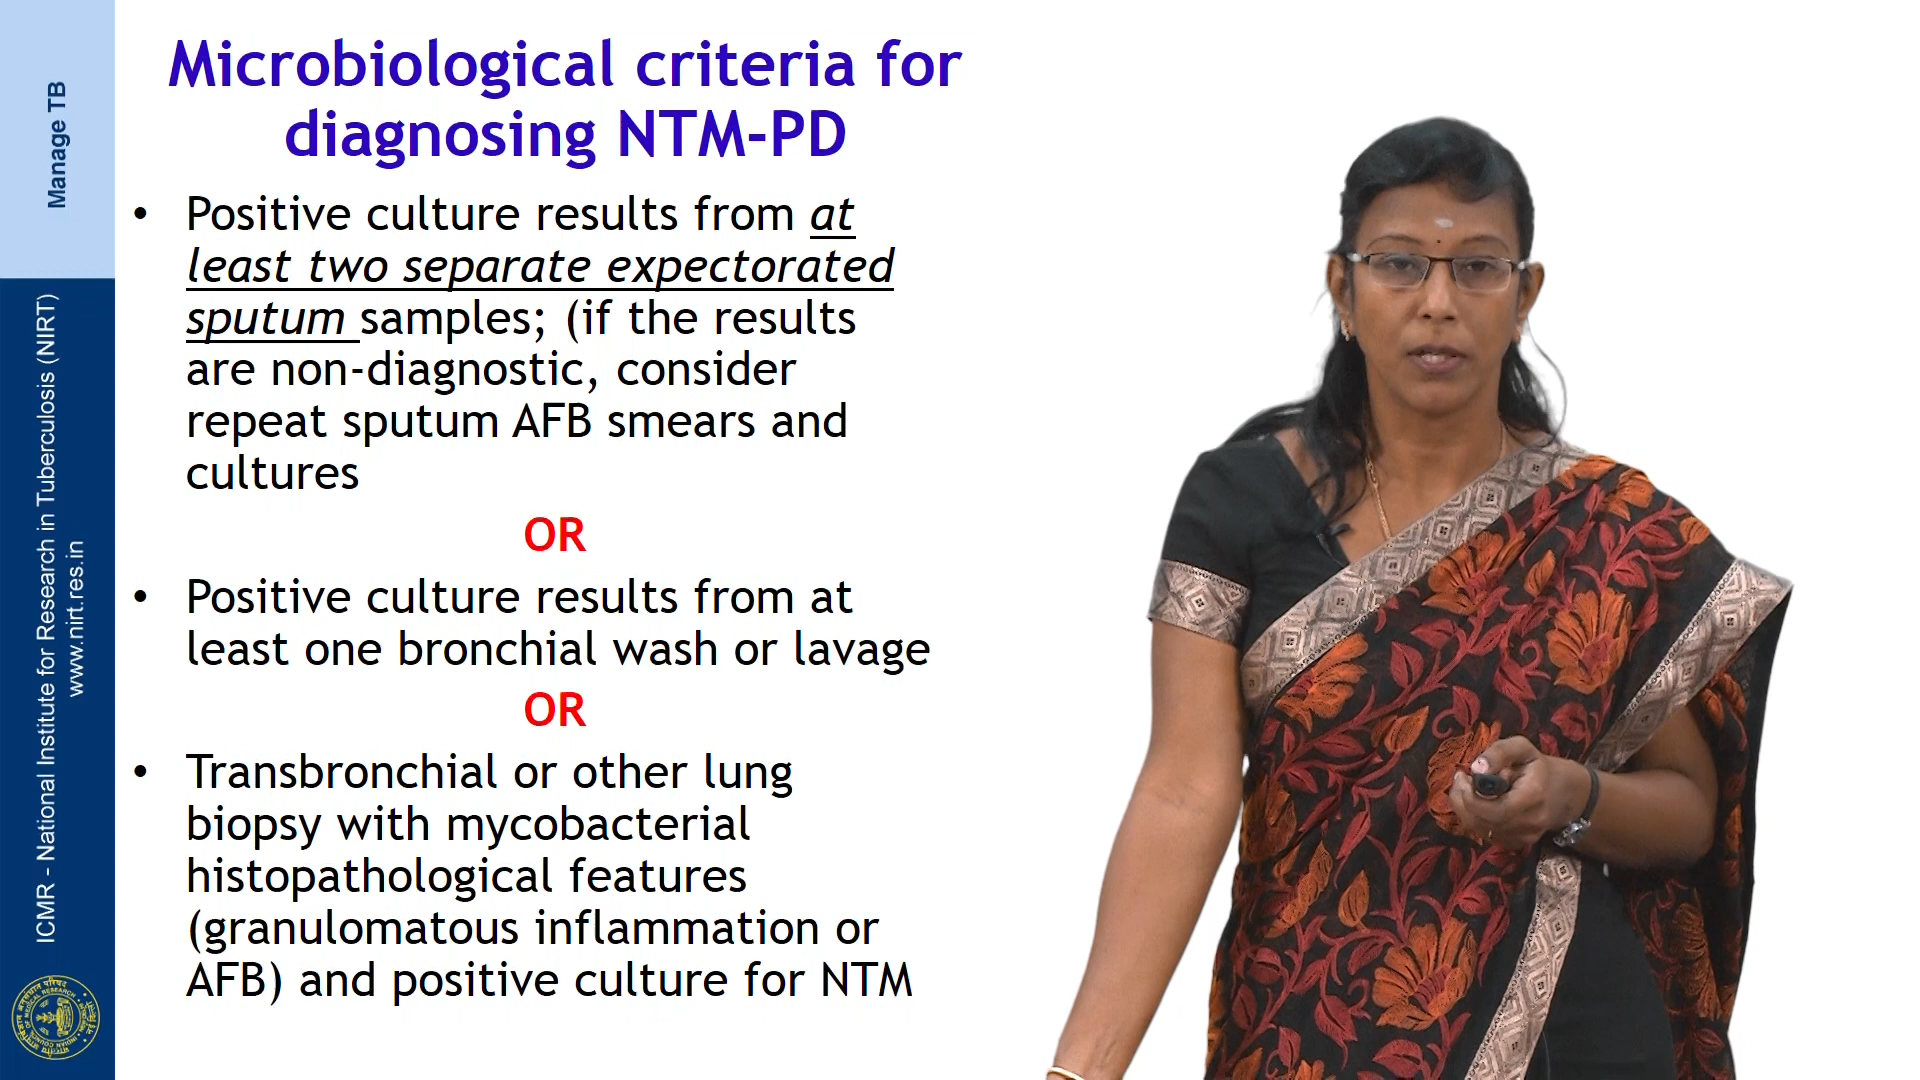 Manage TB
ICMR - National Institute for Research in Tuberculosis (NIRT)
www.nirt.res.in
Microbiological criteria for
diagnosing NTM-PD
• Positive culture results from at
least two separate expectorated
sputum samples; (if the results
are non-diagnostic, consider
repeat sputum AFB smears and
cultures
OR
• Positive culture results from at
least one bronchial wash or lavage
OR
• Transbronchial or other lung
biopsy with mycobacterial
histopathological features
(granulomatous inflammation or
AFB) and positive culture for NTM